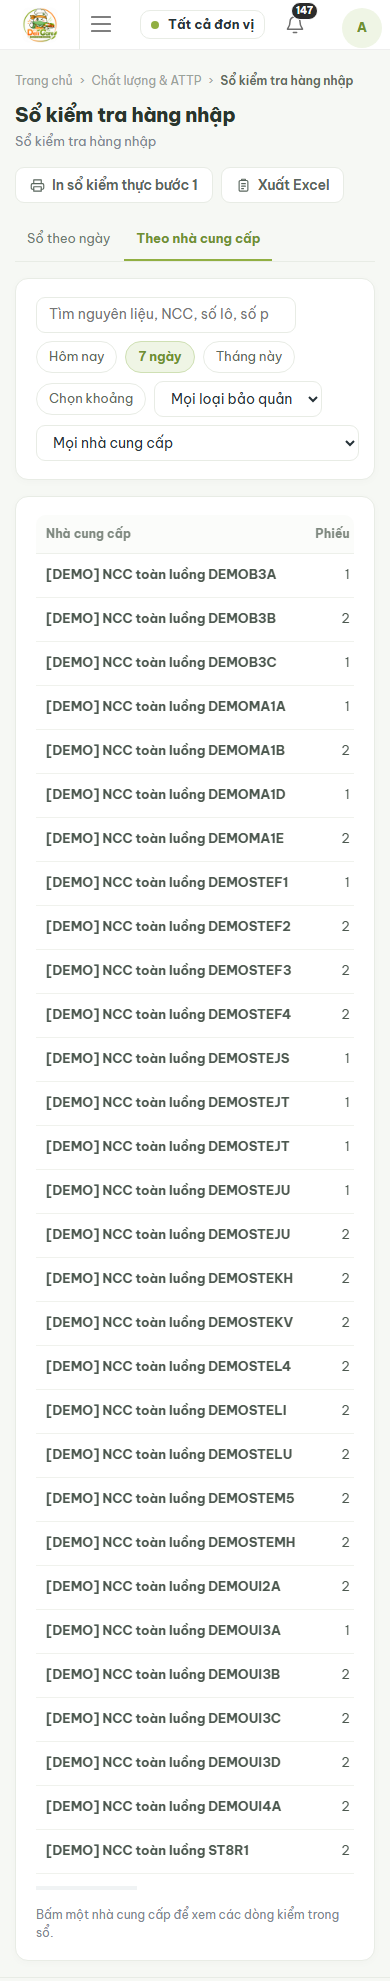 Tất cả đơn vị
147
A
Trang chủ > Chất lượng & ATTP > Sổ kiểm tra hàng nhập
Sổ kiểm tra hàng nhập
Sổ kiểm tra hàng nhập
In sổ kiểm thực bước 1
Xuất Excel
Sổ theo ngày
Theo nhà cung cấp
Tìm nguyên liệu, NCC, số lô, số p
Hôm nay
7 ngày
Tháng này
Chọn khoảng
Mọi loại bảo quản
Mọi nhà cung cấp
Nhà cung cấp Phiếu
[DEMO] NCC toàn luồng DEMOB3A 1
[DEMO] NCC toàn luồng DEMOB3B 2
[DEMO] NCC toàn luồng DEMOB3C 1
[DEMO] NCC toàn luồng DEMOMA1A 1
[DEMO] NCC toàn luồng DEMOMA1B 2
[DEMO] NCC toàn luồng DEMOMA1D 1
[DEMO] NCC toàn luồng DEMOMA1E 2
[DEMO] NCC toàn luồng DEMOSTEF1 1
[DEMO] NCC toàn luồng DEMOSTEF2 2
[DEMO] NCC toàn luồng DEMOSTEF3 2
[DEMO] NCC toàn luồng DEMOSTEF4 2
[DEMO] NCC toàn luồng DEMOSTEJS 1
[DEMO] NCC toàn luồng DEMOSTEJT 1
[DEMO] NCC toàn luồng DEMOSTEJT 1
[DEMO] NCC toàn luồng DEMOSTEJU 1
[DEMO] NCC toàn luồng DEMOSTEJU 2
[DEMO] NCC toàn luồng DEMOSTEKH 2
[DEMO] NCC toàn luồng DEMOSTEKV 2
[DEMO] NCC toàn luồng DEMOSTEL4 2
[DEMO] NCC toàn luồng DEMOSTELI 2
[DEMO] NCC toàn luồng DEMOSTELU 2
[DEMO] NCC toàn luồng DEMOSTEM5 2
[DEMO] NCC toàn luồng DEMOSTEMH 2
[DEMO] NCC toàn luồng DEMOUI2A 2
[DEMO] NCC toàn luồng DEMOUI3A 1
[DEMO] NCC toàn luồng DEMOUI3B 2
[DEMO] NCC toàn luồng DEMOUI3C 2
[DEMO] NCC toàn luồng DEMOUI3D 2
[DEMO] NCC toàn luồng DEMOUI4A 2
[DEMO] NCC toàn luồng ST8R1 2
Bấm một nhà cung cấp để xem các dòng kiểm trong
sổ.